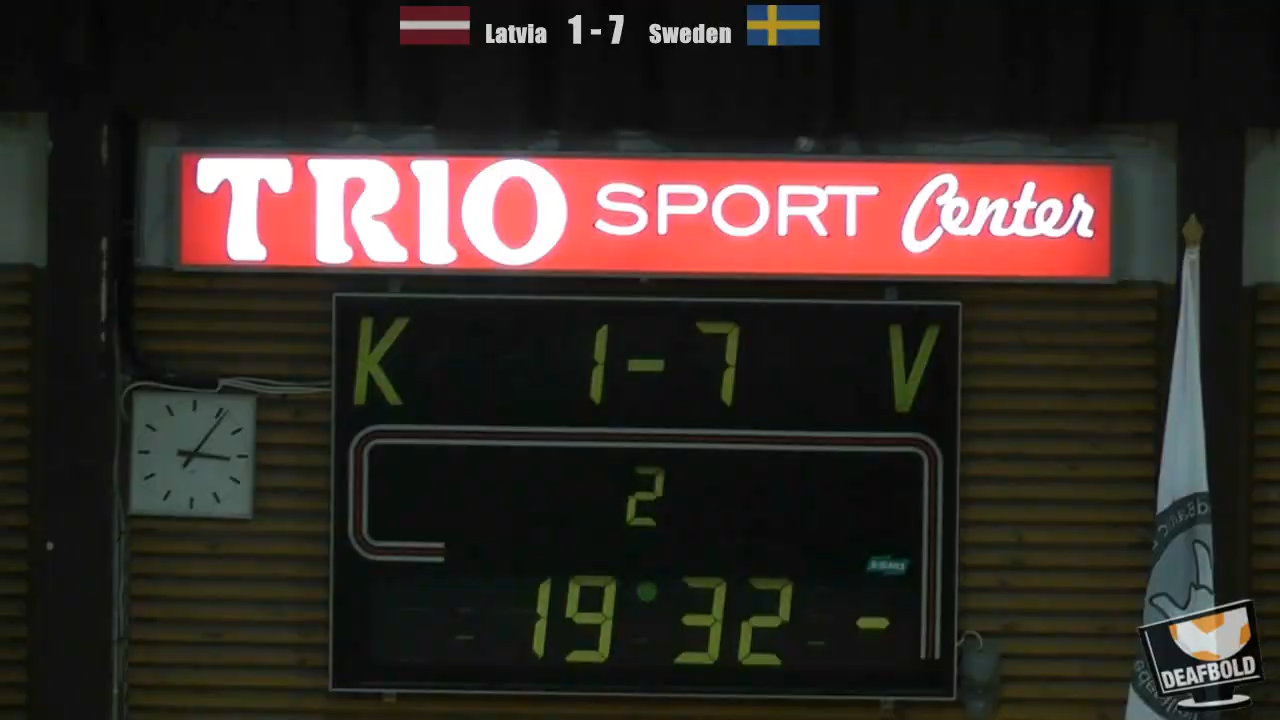 Latvia 1 - 7 Sweden
TRIO SPORT Center
K 1-7 V
2
19 32 -
DEAFBOLD